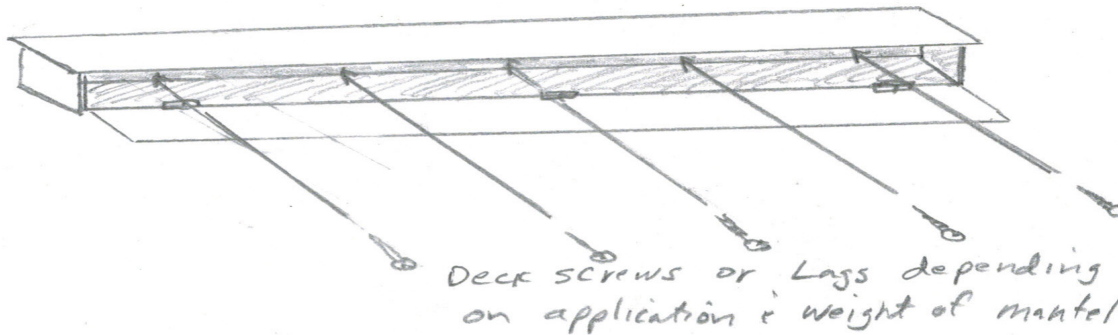 Deck screws or Lags depending
on application & weight of mantel